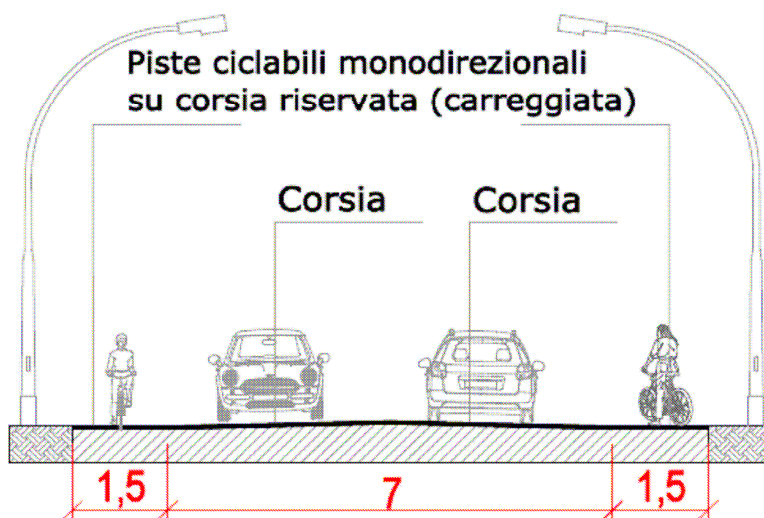 Piste ciclabili monodirezionali
su corsia riservata (carreggiata)
Corsia Corsia
1,5 7 1,5